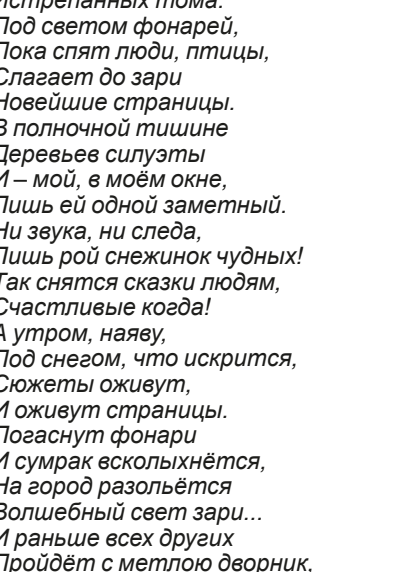 Истрёпанных тома.
Под светом фонарей,
Пока спят люди, птицы,
Слагает до зари
Новейшие страницы.
В полночной тишине
Деревьев силуэты
И – мой, в моём окне,
Лишь ей одной заметный.
Ни звука, ни следа,
Лишь рой снежинок чудных!
Так снятся сказки людям,
Счастливые когда!
А утром, наяву,
Под снегом, что искрится,
Сюжеты оживут,
И оживут страницы.
Погаснут фонари
И сумрак всколыхнётся,
На город разольётся
Волшебный свет зари...
И раньше всех других
Пройдёт с метлою дворник,